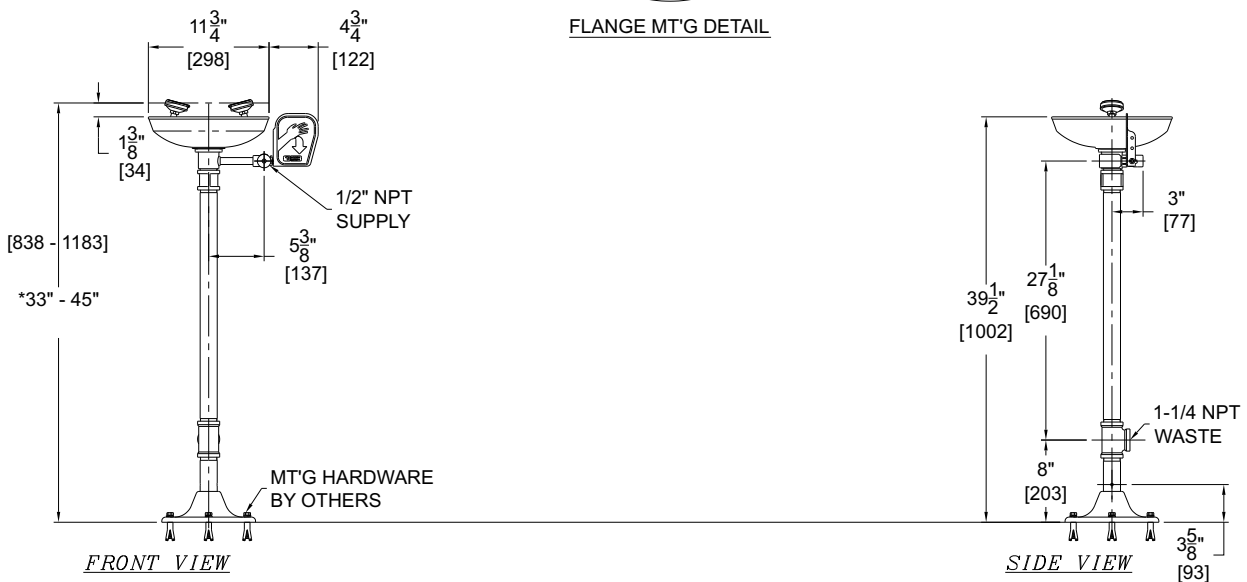 FLANGE MT'G DETAIL
11 3/4"
[298]
4 3/4"
[122]
1 3/8"
[34]
1/2" NPT
SUPPLY
[838 - 1183]
5 3/8"
[137]
*33" - 45"
MT'G HARDWARE
BY OTHERS
FRONT VIEW
3"
[77]
27 1/8"
[690]
39 1/2"
[1002]
1-1/4 NPT
WASTE
8"
[203]
3 5/8"
[93]
SIDE VIEW